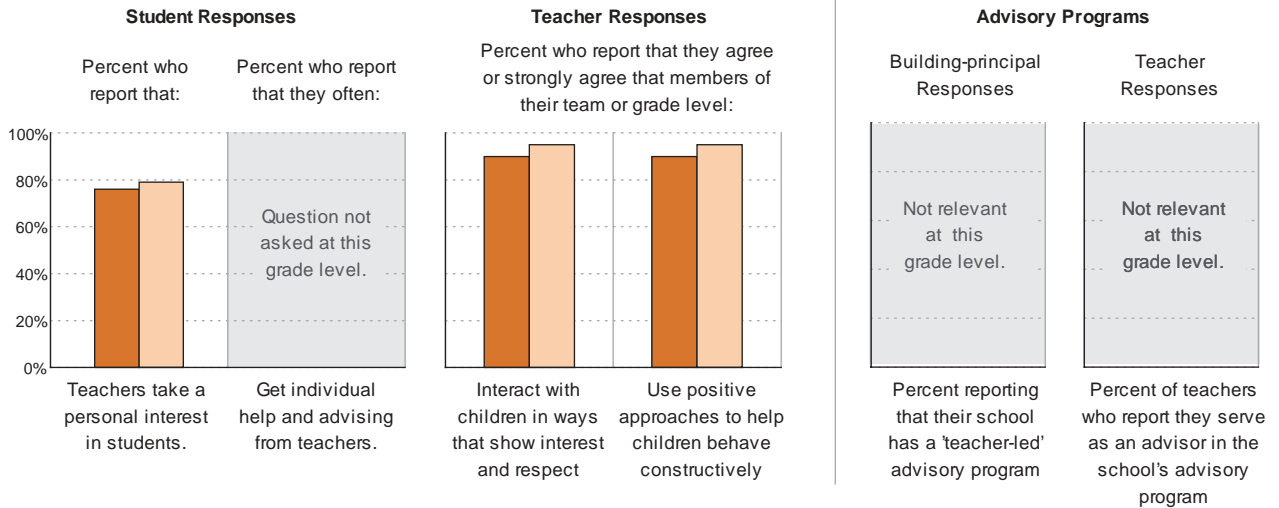 Student Responses
Percent who
report that:
Percent who report
that they often:
100%
80%
60%
40%
20%
0%
Question not
asked at this
grade level.
Teachers take a
personal interest
in students.
Get individual
help and advising
from teachers.
Teacher Responses
Percent who report that they agree
or strongly agree that members of
their team or grade level:
Interact with
children in ways
that show interest
and respect
Use positive
approaches to help
children behave
constructively
Advisory Programs
Building-principal
Responses
Not relevant
at this
grade level.
Percent reporting
that their school
has a 'teacher-led'
advisory program
Teacher
Responses
Not relevant
at this
grade level.
Percent of teachers
who report they serve
as an advisor in the
school's advisory
program